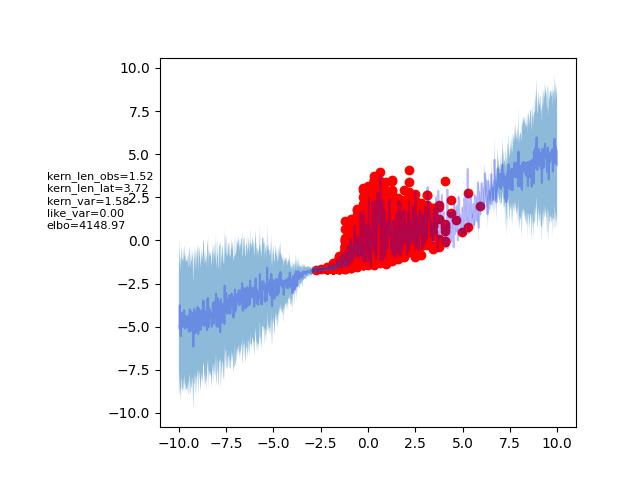 10.0
7.5
5.0
2.5
0.0
−2.5
−5.0
−7.5
−10.0
kern_len_obs=1.52
kern_len_lat=3.72
kern_var=1.58
like_var=0.00
elbo=4148.97
−10.0 −7.5 −5.0 −2.5 0.0 2.5 5.0 7.5 10.0